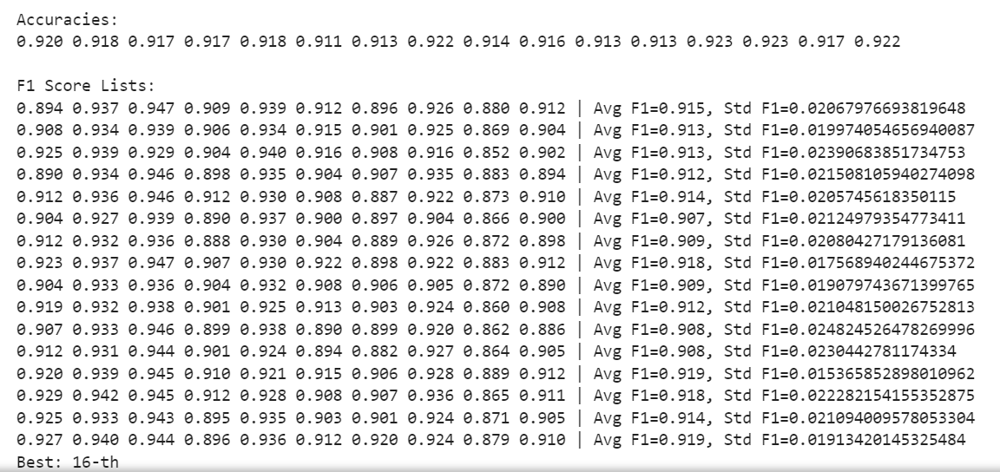 Accuracies:
0.920 0.918 0.917 0.917 0.918 0.911 0.913 0.922 0.914 0.916 0.913 0.913 0.923 0.923 0.917 0.922
F1 Score Lists:
0.894 0.937 0.947 0.909 0.939 0.912 0.896 0.926 0.880 0.912 | Avg F1=0.915, Std F1=0.02067976693819648
0.908 0.934 0.939 0.906 0.934 0.915 0.901 0.925 0.869 0.904 | Avg F1=0.913, Std F1=0.019974054656940087
0.925 0.939 0.929 0.904 0.940 0.916 0.908 0.916 0.852 0.902 | Avg F1=0.913, Std F1=0.02390683851734753
0.890 0.934 0.946 0.898 0.935 0.904 0.907 0.935 0.883 0.894 | Avg F1=0.912, Std F1=0.021508105940274098
0.912 0.936 0.946 0.912 0.930 0.908 0.887 0.922 0.873 0.910 | Avg F1=0.914, Std F1=0.0205745618350115
0.904 0.927 0.939 0.890 0.937 0.900 0.897 0.904 0.866 0.900 | Avg F1=0.907, Std F1=0.02124979354773411
0.912 0.932 0.936 0.888 0.930 0.904 0.889 0.926 0.872 0.898 | Avg F1=0.909, Std F1=0.02080427179136081
0.923 0.937 0.947 0.907 0.930 0.922 0.898 0.922 0.883 0.912 | Avg F1=0.918, Std F1=0.017568940244675372
0.904 0.933 0.936 0.904 0.932 0.908 0.906 0.905 0.872 0.890 | Avg F1=0.909, Std F1=0.019079743671399765
0.919 0.932 0.938 0.901 0.925 0.913 0.903 0.924 0.860 0.908 | Avg F1=0.912, Std F1=0.021048150026752813
0.907 0.933 0.946 0.899 0.938 0.890 0.899 0.920 0.862 0.886 | Avg F1=0.908, Std F1=0.024824526478269996
0.912 0.931 0.944 0.901 0.924 0.894 0.882 0.927 0.864 0.905 | Avg F1=0.908, Std F1=0.0230442781174334
0.920 0.939 0.945 0.910 0.921 0.915 0.906 0.928 0.889 0.912 | Avg F1=0.919, Std F1=0.015365852898010962
0.929 0.942 0.945 0.912 0.928 0.908 0.907 0.936 0.865 0.911 | Avg F1=0.918, Std F1=0.022282154155352875
0.925 0.933 0.943 0.895 0.935 0.903 0.901 0.924 0.871 0.905 | Avg F1=0.914, Std F1=0.021094009578053304
0.927 0.940 0.944 0.896 0.936 0.912 0.920 0.924 0.879 0.910 | Avg F1=0.919, Std F1=0.01913420145325484
Best: 16-th